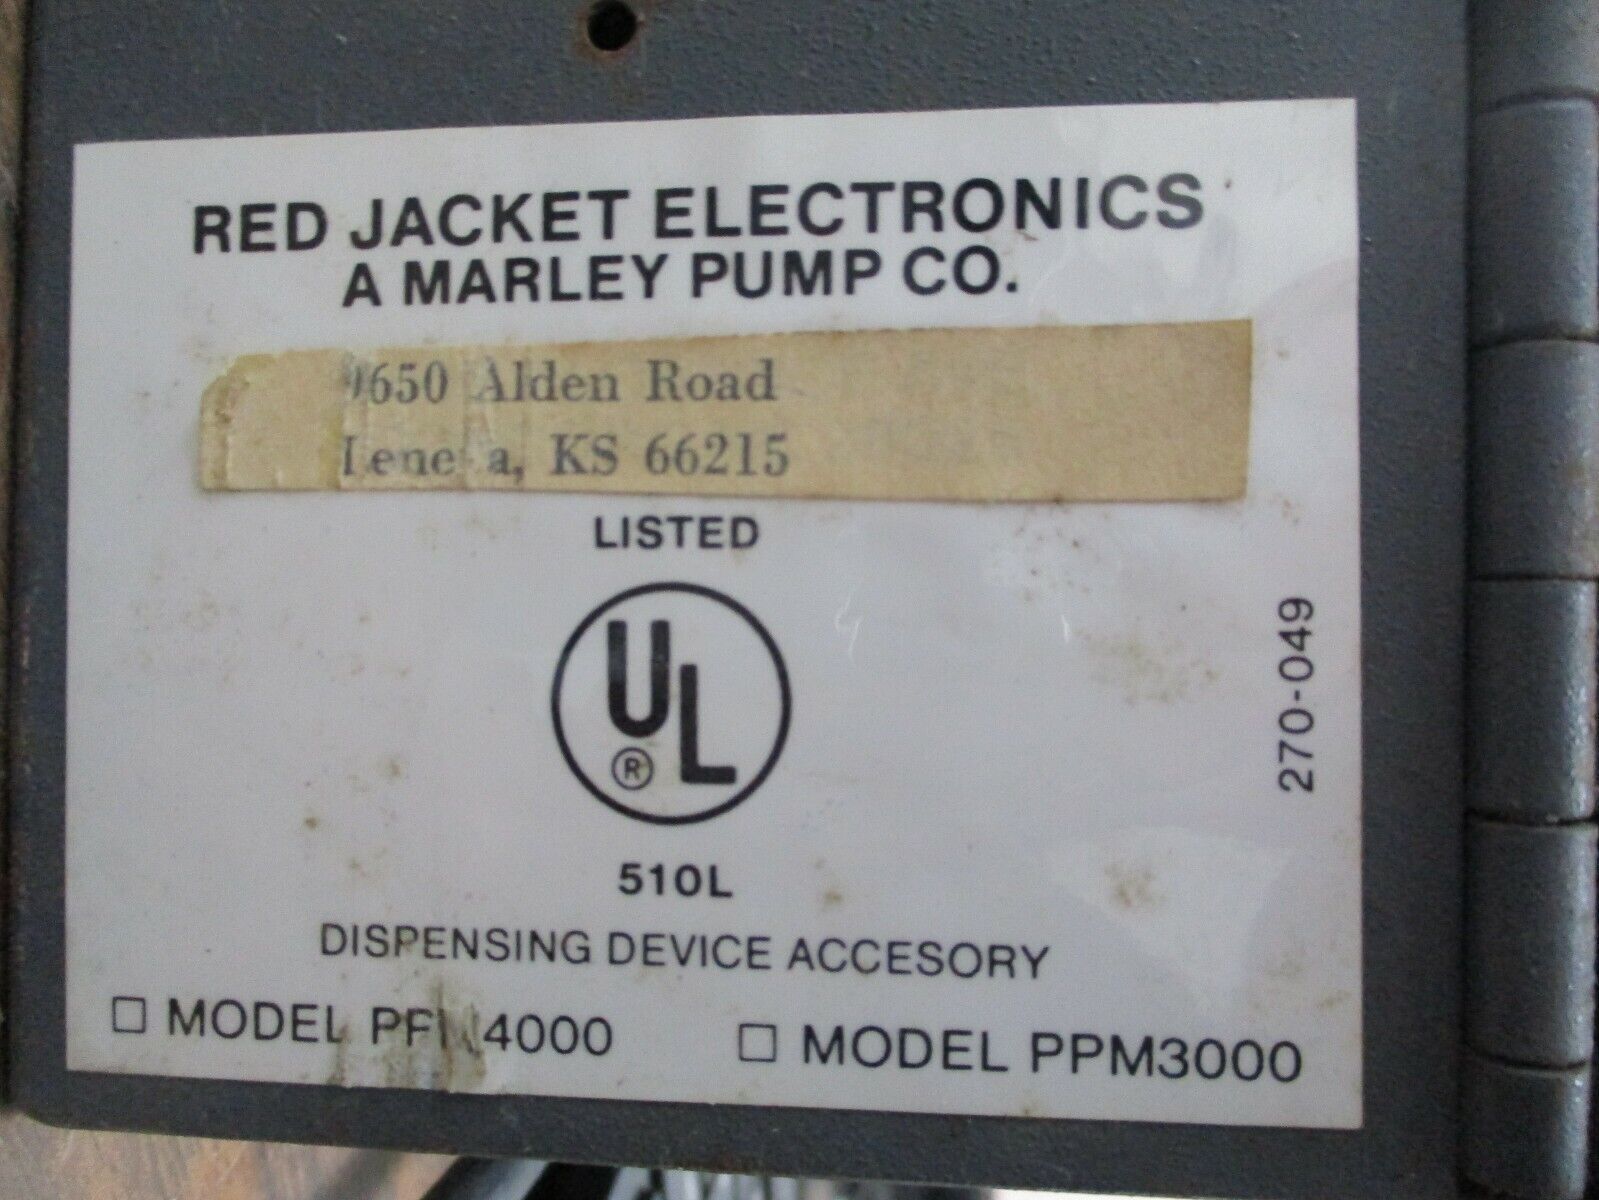 RED JACKET ELECTRONICS
A MARLEY PUMP CO.
Alden Road
KS 66215
LISTED
UL
®
510L
DISPENSING DEVICE ACCESORY
MODEL
MODEL PPM3000
270-049